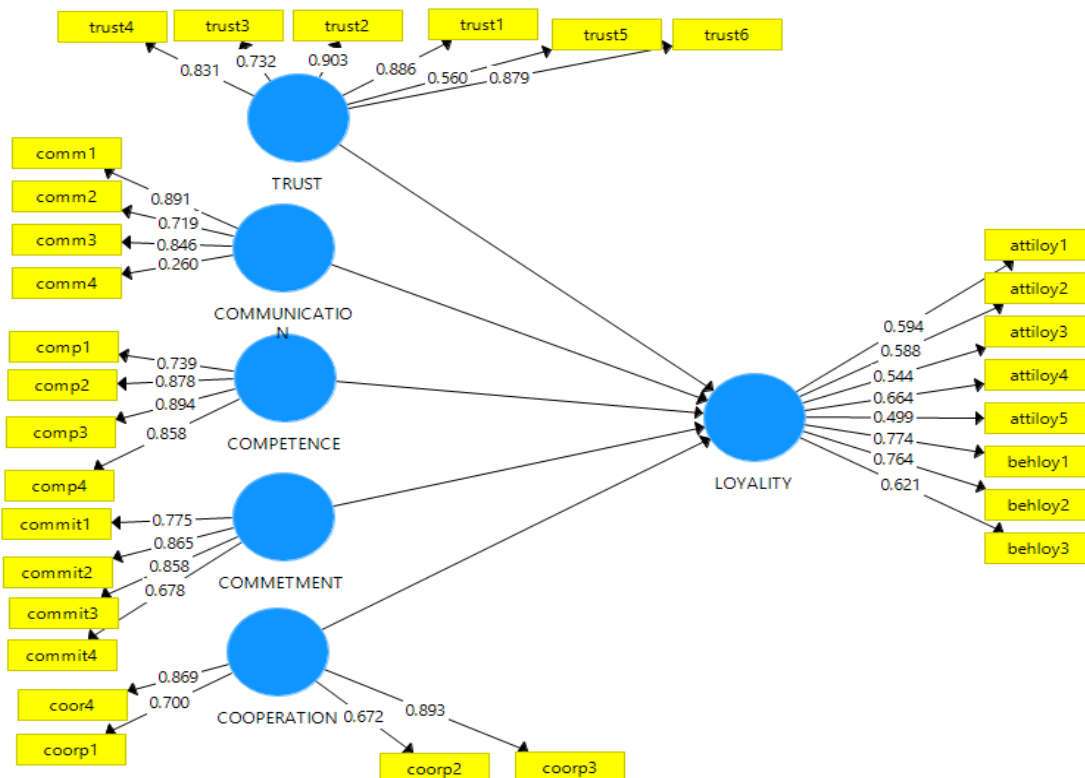 trust4
trust3
trust2
trust1
trust5
trust6
0.831
0.732
0.903
0.886
0.560
0.879
TRUST
comm1
comm2
comm3
comm4
0.891
0.719
0.846
0.260
COMMUNICATIO
N
comp1
comp2
comp3
comp4
0.739
0.878
0.894
0.858
COMPETENCE
commit1
commit2
commit3
commit4
0.775
0.865
0.858
0.678
COMMETMENT
coor4
coorp1
coorp2
coorp3
0.869
0.700
0.672
0.893
COOPERATION
LOYALITY
0.594
0.588
0.544
0.664
0.499
0.774
0.764
0.621
attiloy1
attiloy2
attiloy3
attiloy4
attiloy5
behloy1
behloy2
behloy3